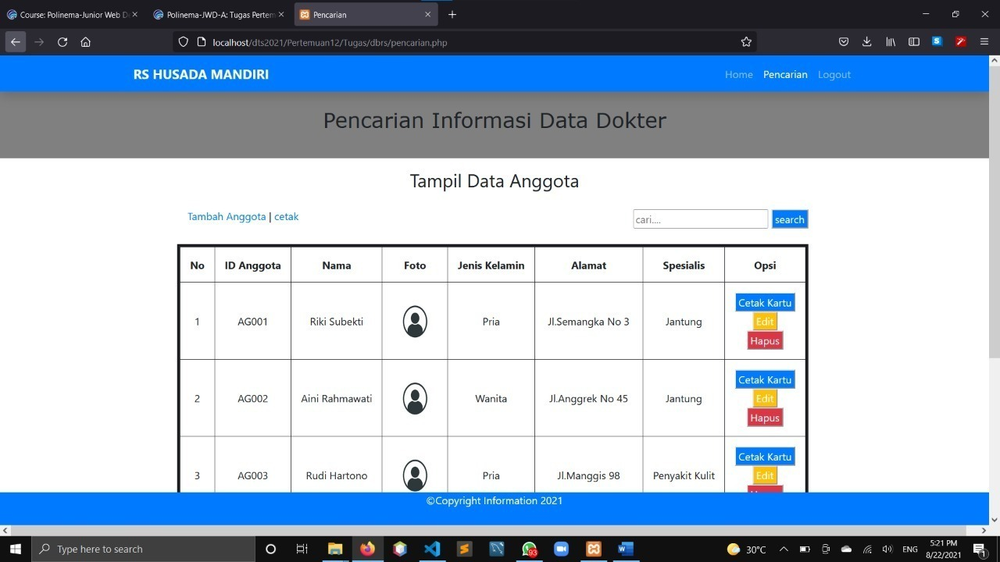 Course: Polinema-Junior Web De
Polinema-JWD-A: Tugas Pertem
Pencarian
localhost/dts2021/Pertemuan12/Tugas/dbrs/pencarian.php
RS HUSADA MANDIRI
Home Pencarian Logout
Pencarian Informasi Data Dokter
Tampil Data Anggota
Tambah Anggota | cetak
cari....
search
No ID Anggota Nama Foto Jenis Kelamin Alamat Spesialis Opsi
1 AG001 Riki Subekti Pria Jl.Semangka No 3 Jantung
Cetak Kartu
Edit
Hapus
2 AG002 Aini Rahmawati Wanita Jl.Anggrek No 45 Jantung
Cetak Kartu
Edit
Hapus
3 AG003 Rudi Hartono Pria Jl.Manggis 98 Penyakit Kulit
Cetak Kartu
Edit
©Copyright Information 2021
Type here to search
93
30°C
ENG
5:21 PM
8/22/2021
1